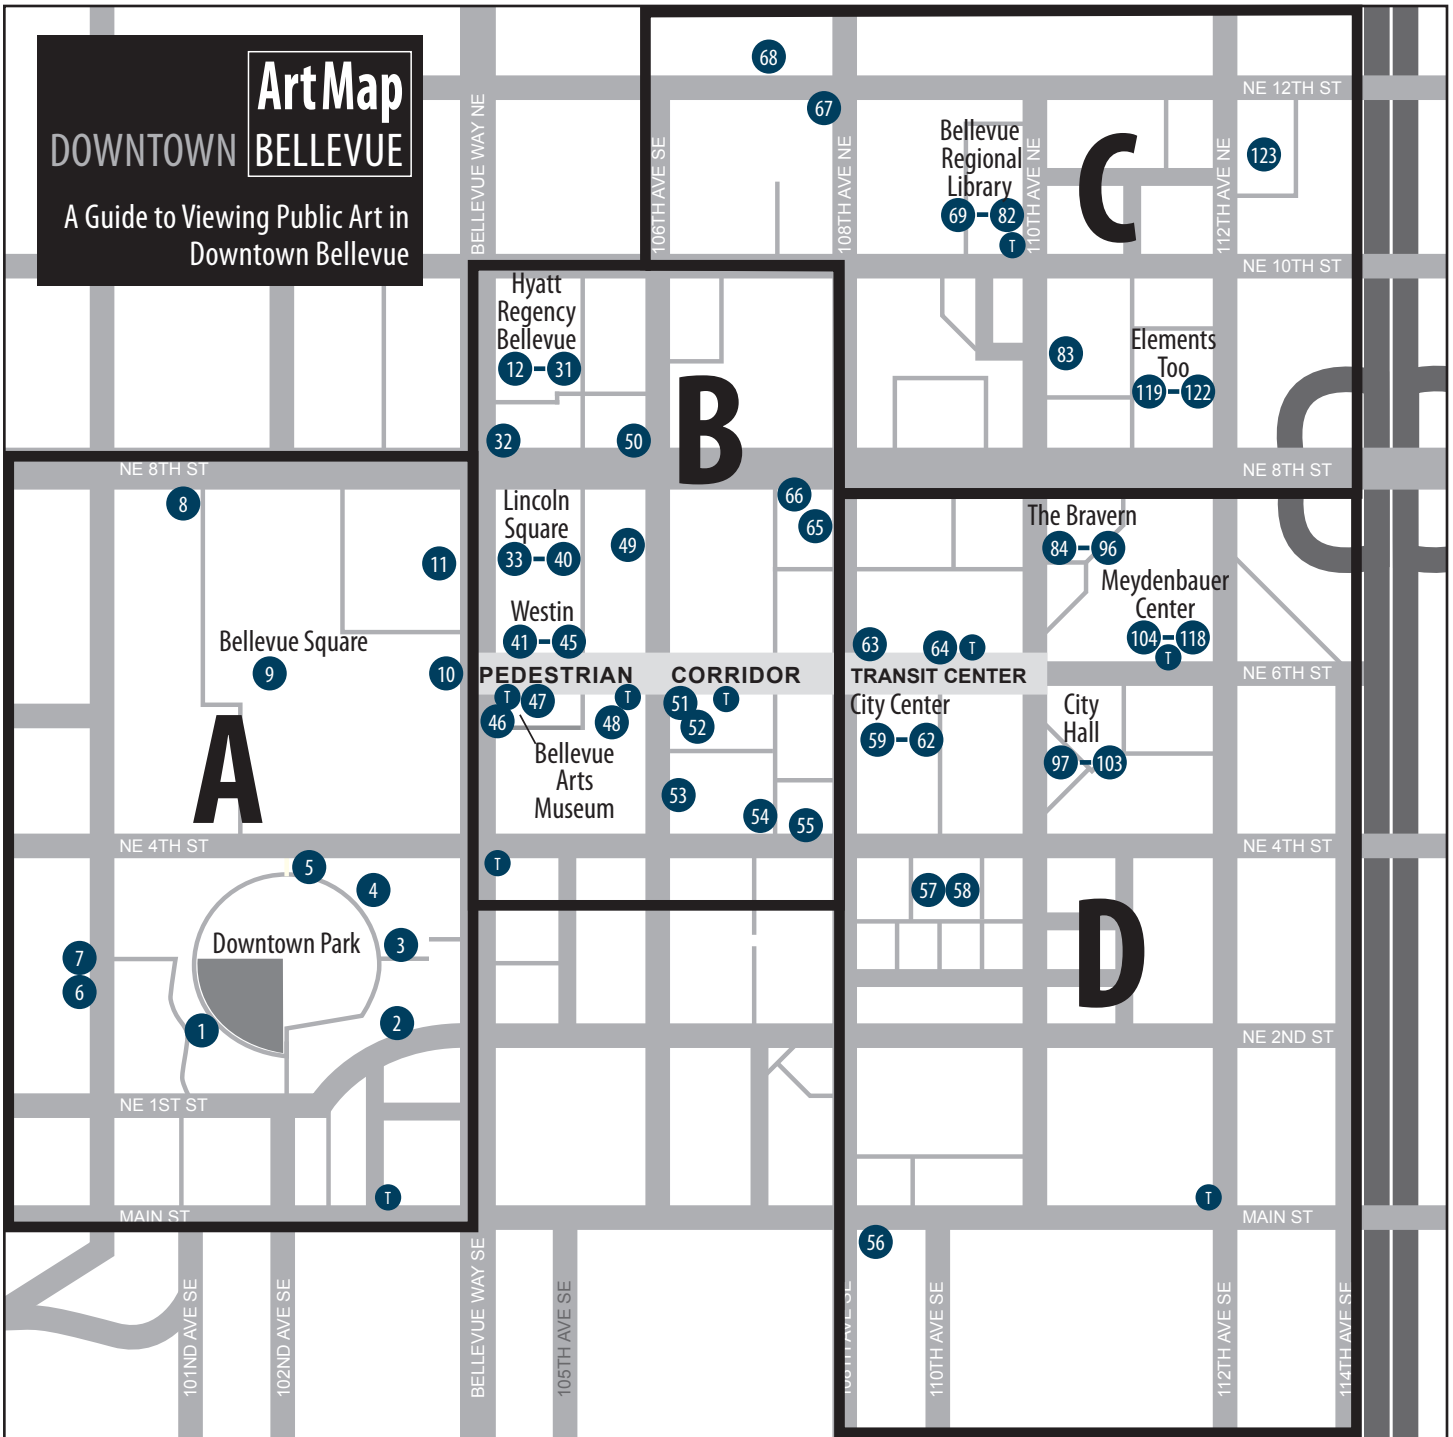 Art Map
DOWNTOWN BELLEVUE
A Guide to Viewing Public Art in
Downtown Bellevue
68
NE 12TH ST
67
BELLEVUE WAY NE
106TH AVE SE
108TH AVE NE
110TH AVE NE
112TH AVE NE
Bellevue
Regional
Library
69 - 82
T
C
123
NE 10TH ST
Hyatt
Regency
Bellevue
12 - 31
B
83
Elements
Too
119 - 122
32
50
NE 8TH ST
NE 8TH ST
8
11
Lincoln
Square
33 - 40
49
66
65
The Bravern
84 - 96
Meydenbauer
Center
104 - 118
T
Westin
41 - 45
Bellevue Square
9
10
63
64
T
PEDESTRIAN CORRIDOR
TRANSIT CENTER
NE 6TH ST
T
47
46
T
48
51
T
52
City Center
59 - 62
City
Hall
97 - 103
Bellevue
Arts
Museum
A
53
54
55
NE 4TH ST
NE 4TH ST
5
4
T
57
58
Downtown Park
3
7
6
1
2
D
NE 2ND ST
NE 1ST ST
T
T
MAIN ST
MAIN ST
56
101ND AVE SE
102ND AVE SE
BELLEVUE WAY SE
105TH AVE SE
108TH AVE SE
110TH AVE SE
112TH AVE SE
114TH AVE SE